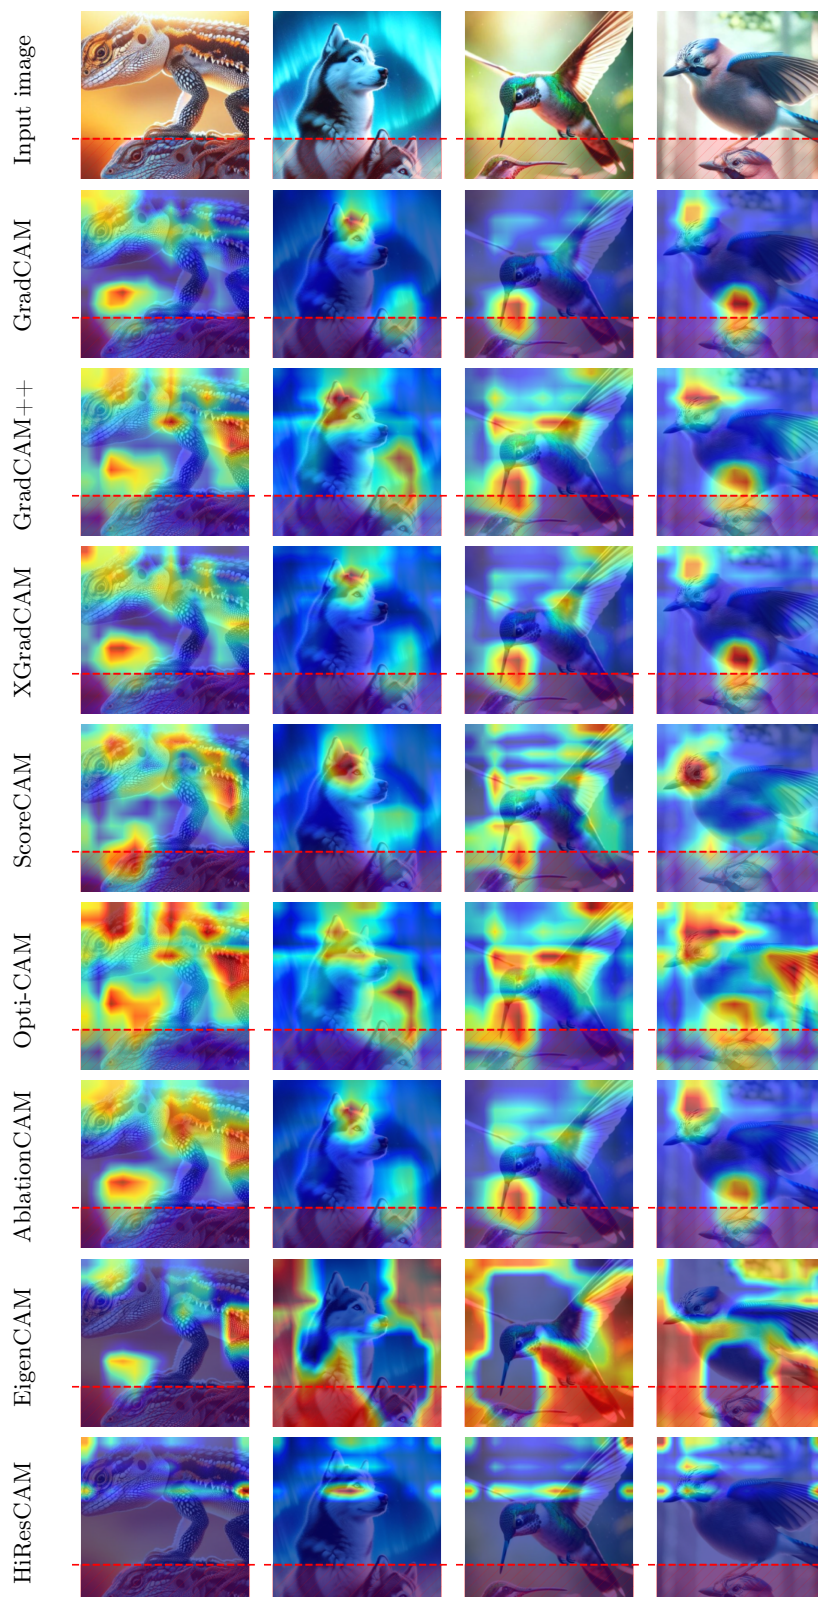 Input image
GradCAM
GradCAM++
XGradCAM
ScoreCAM
Opti-CAM
AblationCAM
EigenCAM
HiResCAM